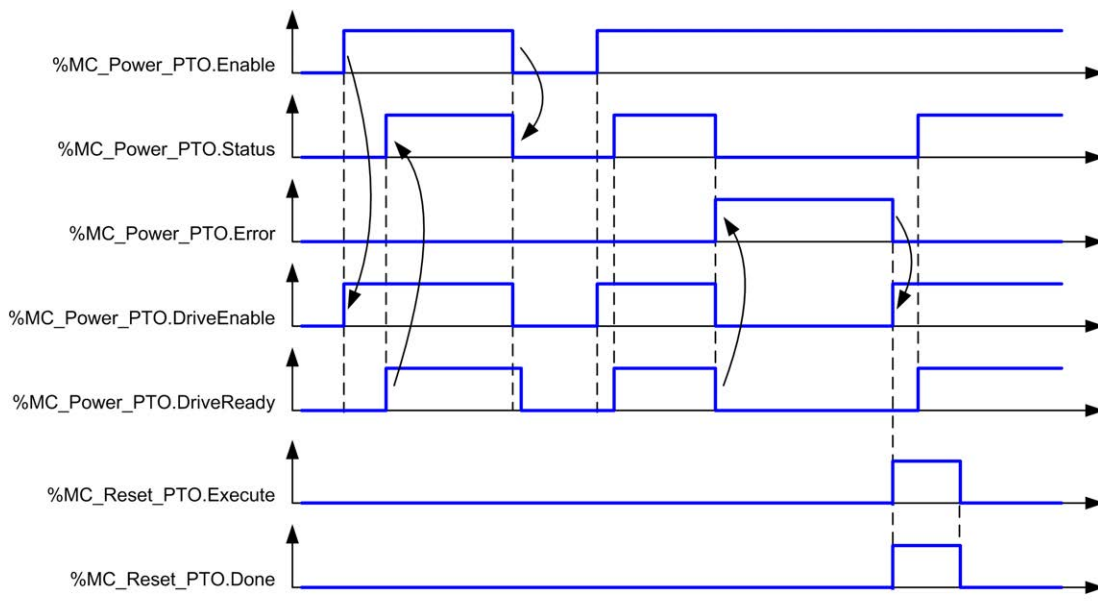 %MC_Power_PTO.Enable
%MC_Power_PTO.Status
%MC_Power_PTO.Error
%MC_Power_PTO.DriveEnable
%MC_Power_PTO.DriveReady
%MC_Reset_PTO.Execute
%MC_Reset_PTO.Done